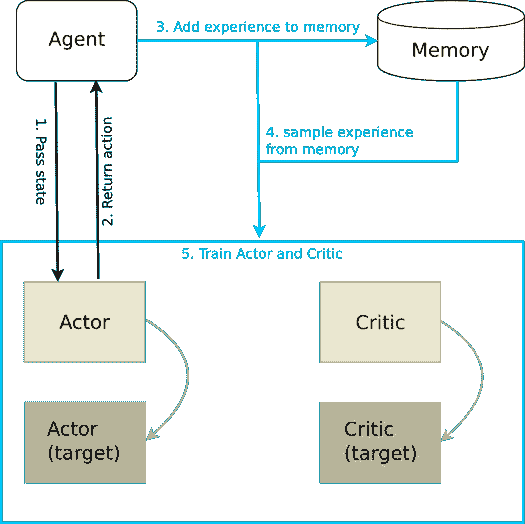 Agent
3. Add experience to memory
Memory
1. Pass state
2. Return action
4. sample experience
from memory
5. Train Actor and Critic
Actor
Critic
Actor
(target)
Critic
(target)